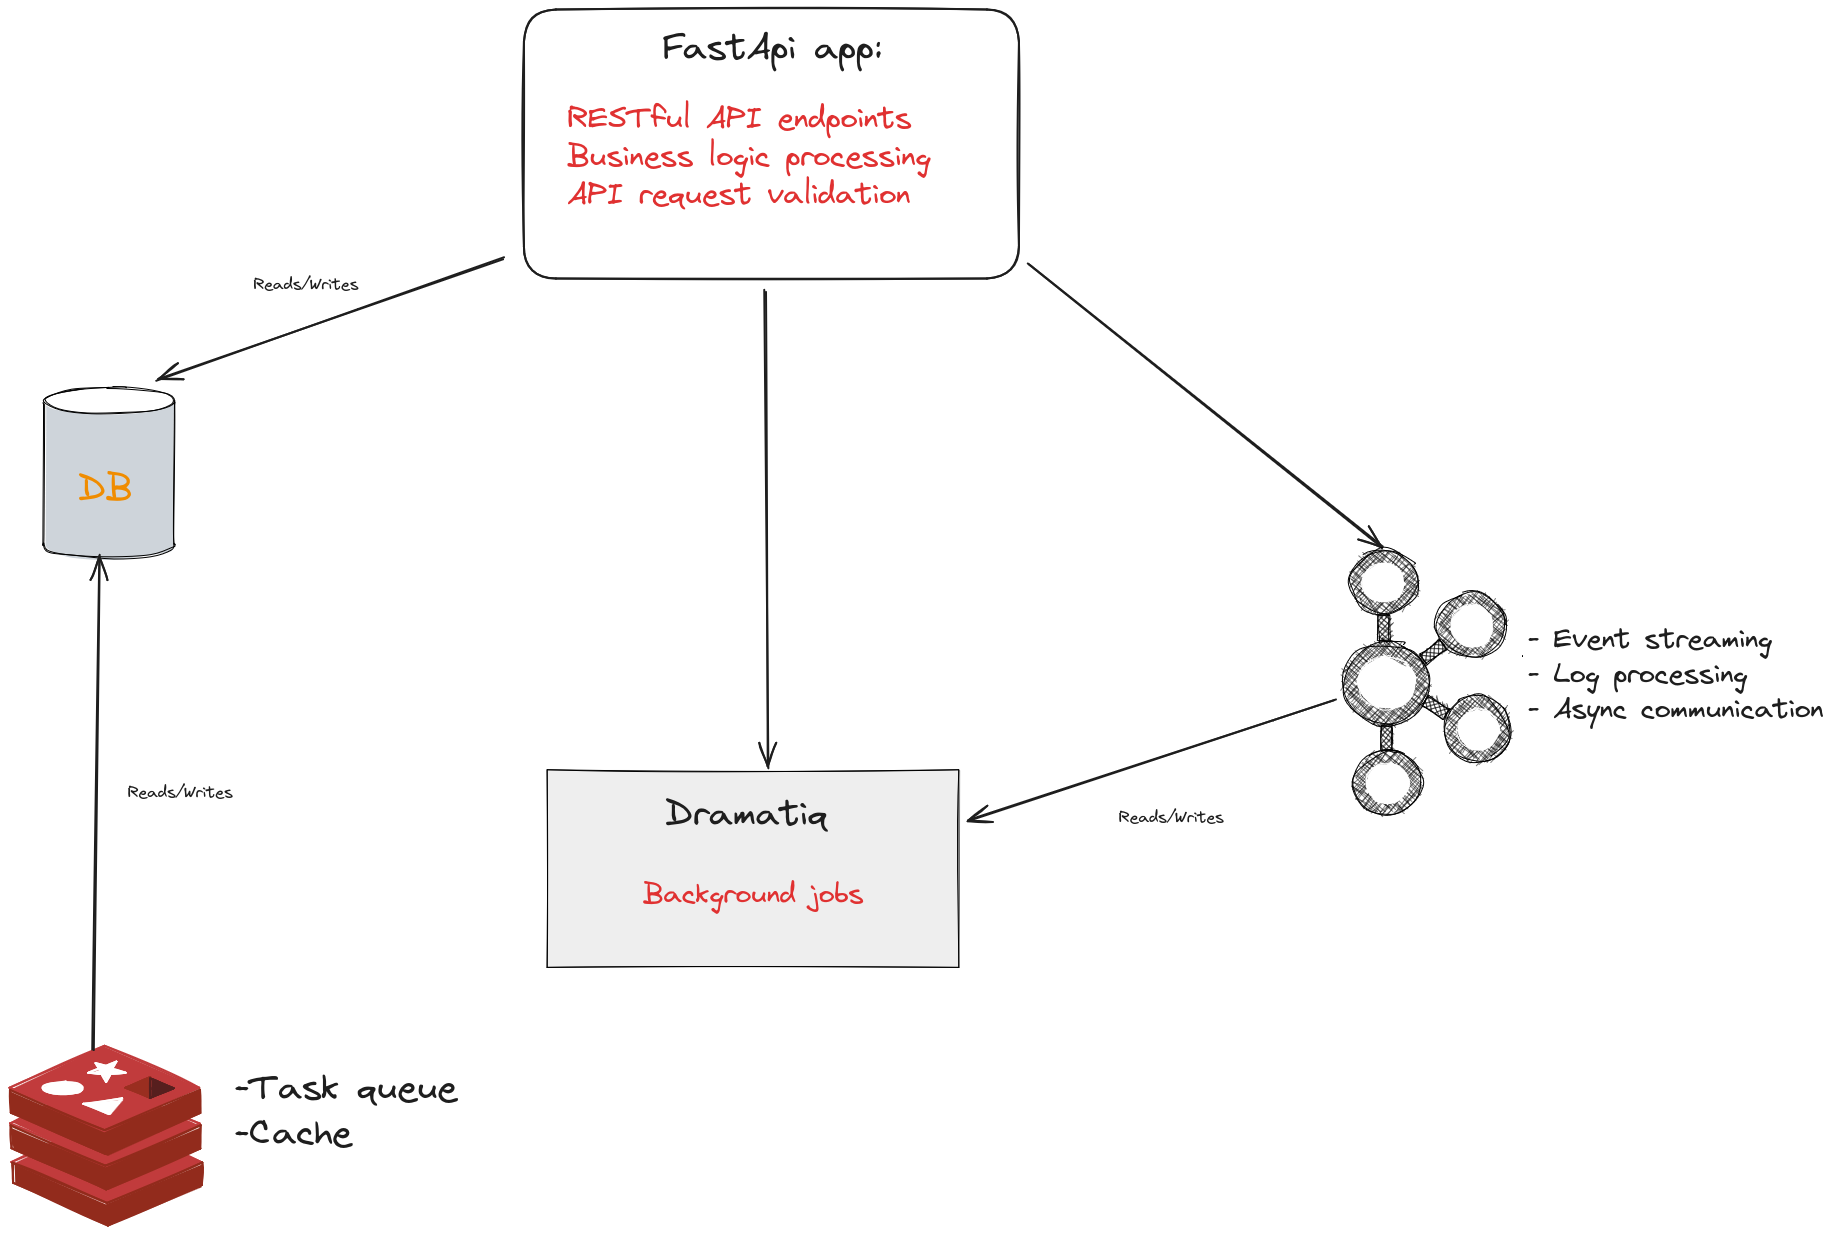 FastApi app:
RESTful API endpoints
Business logic processing
API request validation
Reads/Writes
DB
- Event streaming
- Log processing
- Async communication
Reads/Writes
Reads/Writes
Dramatiq
Background jobs
-Task queue
-Cache